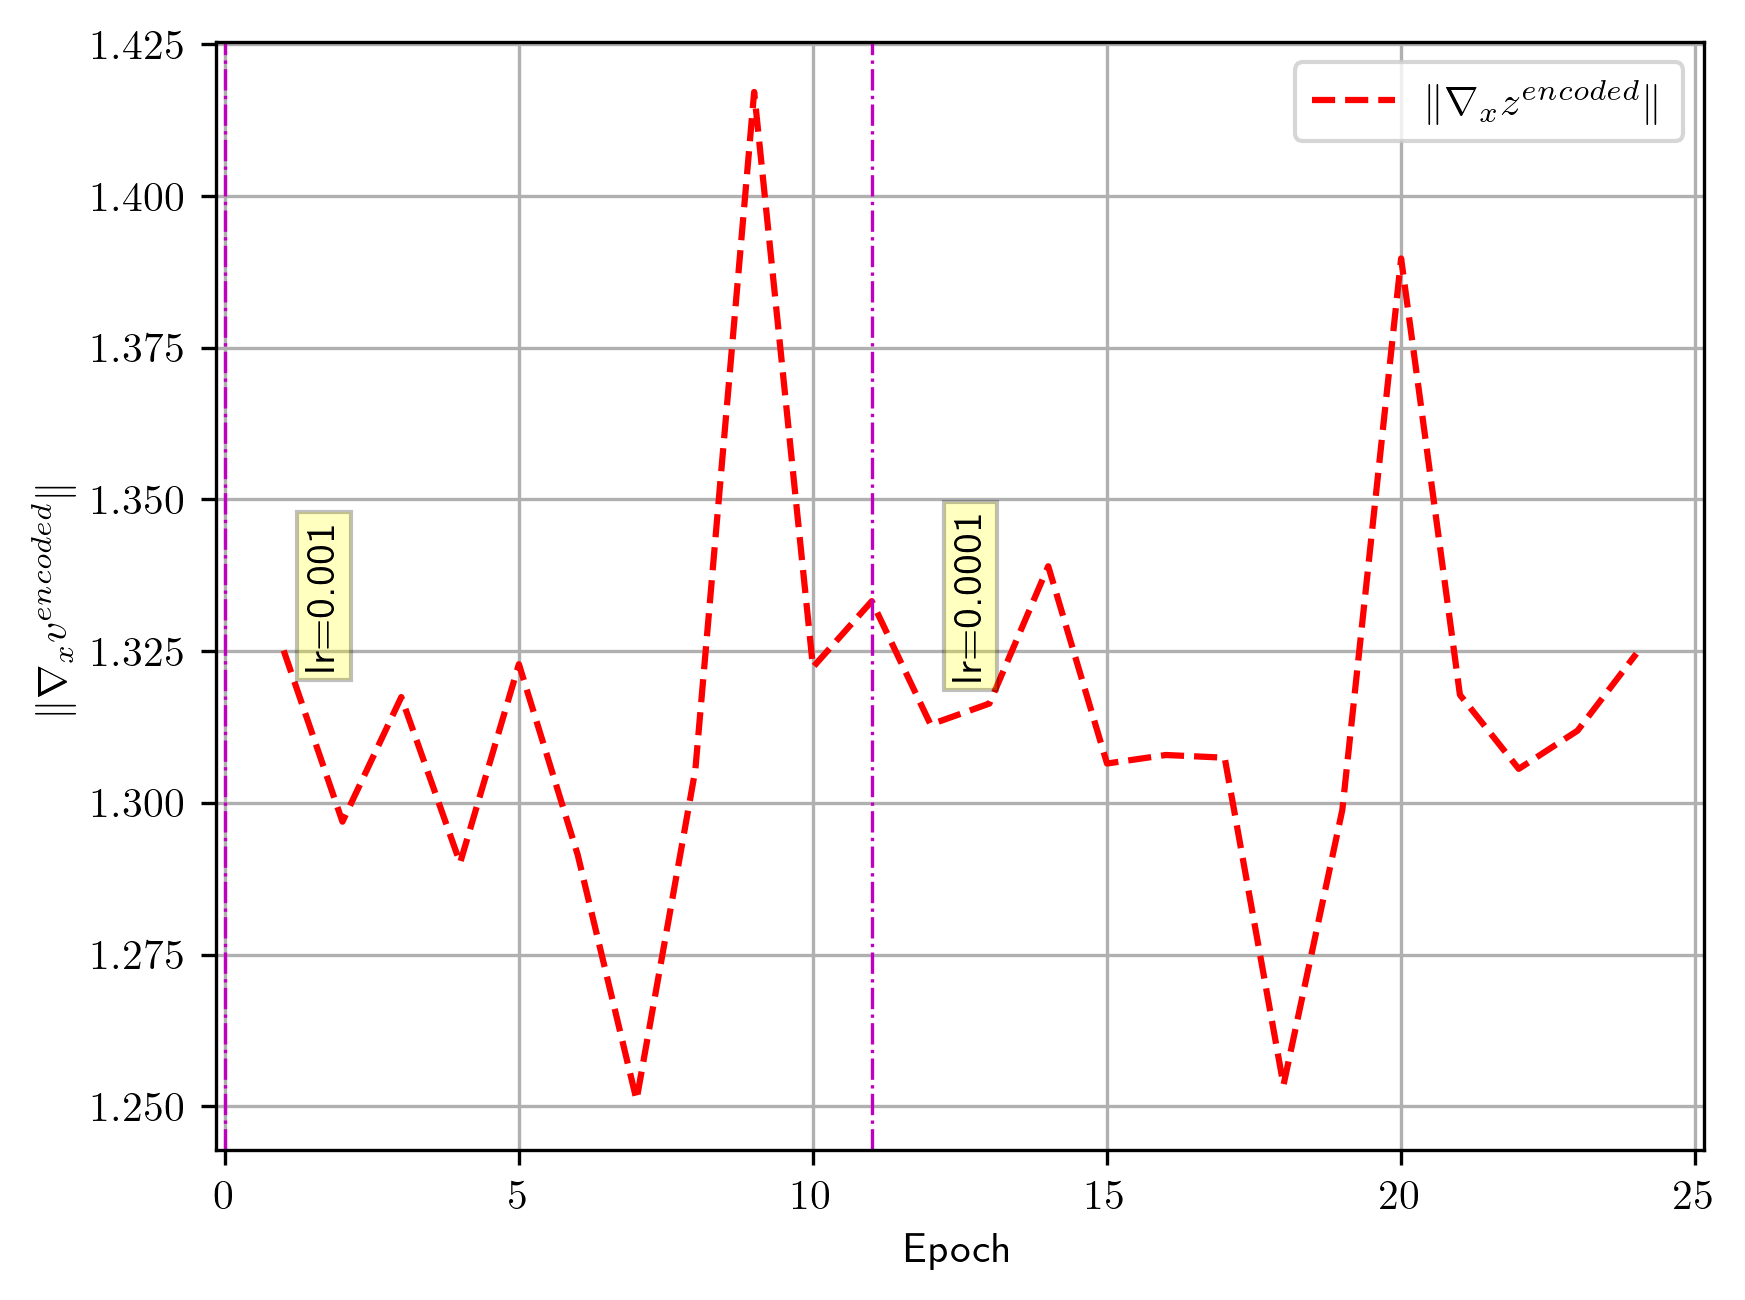 1.425
1.400
1.375
1.350
1.325
1.300
1.275
1.250
‖∇ₓv^{encoded}‖
‖∇ₓz^{encoded}‖
lr=0.001
lr=0.0001
0 5 10 15 20 25
Epoch